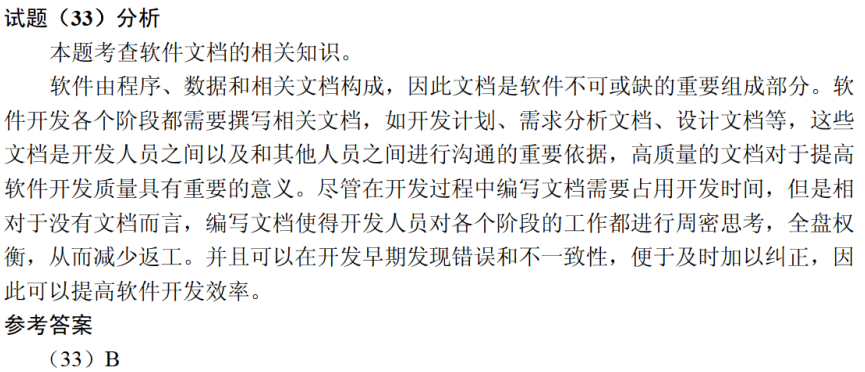 试题（33）分析
本题考查软件文档的相关知识。
软件由程序、数据和相关文档构成，因此文档是软件不可或缺的重要组成部分。软
件开发各个阶段都需要撰写相关文档，如开发计划、需求分析文档、设计文档等，这些
文档是开发人员之间以及和其他人员之间进行沟通的重要依据，高质量的文档对于提高
软件开发质量具有重要的意义。尽管在开发过程中编写文档需要占用开发时间，但是相
对于没有文档而言，编写文档使得开发人员对各个阶段的工作都进行周密思考，全盘权
衡，从而减少返工。并且可以在开发早期发现错误和不一致性，便于及时加以纠正，因
此可以提高软件开发效率。
参考答案
（33）B